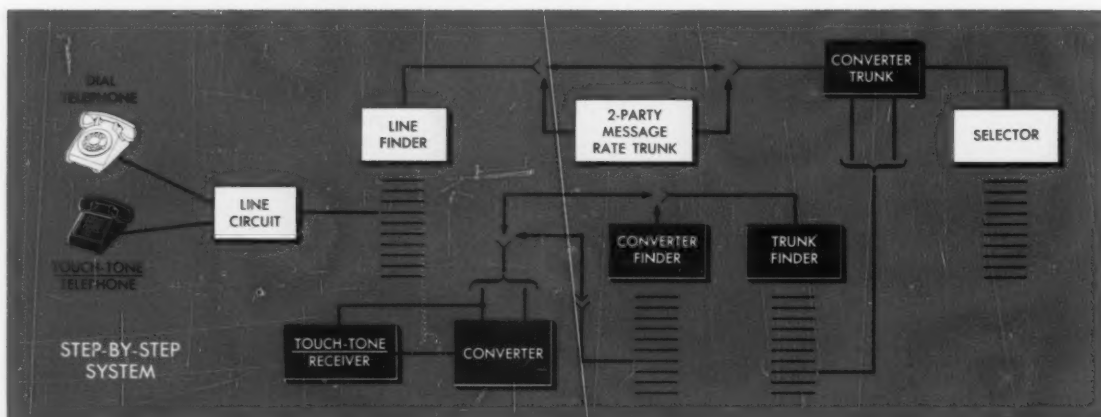 DIAL
TELEPHONE
TOUCH-TONE
TELEPHONE
LINE
CIRCUIT
LINE
FINDER
2-PARTY
MESSAGE
RATE TRUNK
CONVERTER
TRUNK
SELECTOR
CONVERTER
FINDER
TRUNK
FINDER
TOUCH-TONE
RECEIVER
CONVERTER
STEP-BY-STEP
SYSTEM